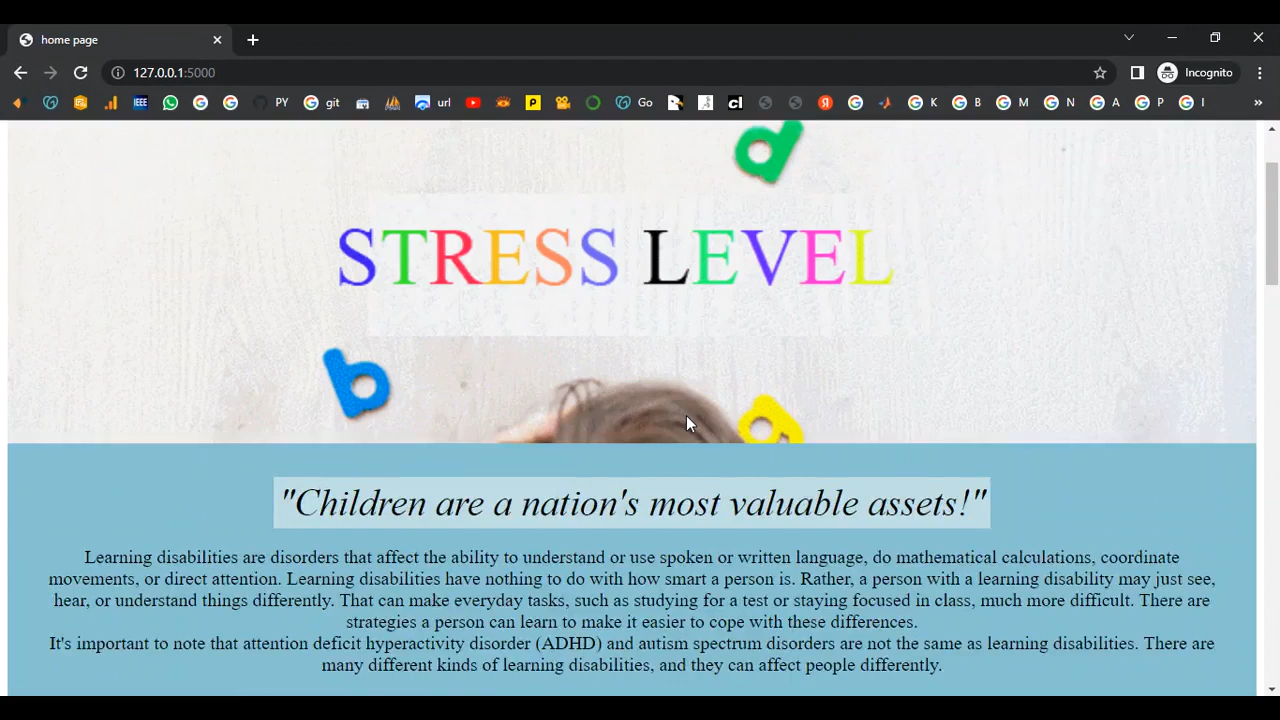 home page
127.0.0.1:5000
Incognito
IEEE PY git url Go cl K B M N A P I
d
STRESS LEVEL
b
"Children are a nation's most valuable assets!"
Learning disabilities are disorders that affect the ability to understand or use spoken or written language, do mathematical calculations, coordinate
movements, or direct attention. Learning disabilities have nothing to do with how smart a person is. Rather, a person with a learning disability may just see,
hear, or understand things differently. That can make everyday tasks, such as studying for a test or staying focused in class, much more difficult. There are
strategies a person can learn to make it easier to cope with these differences.
It's important to note that attention deficit hyperactivity disorder (ADHD) and autism spectrum disorders are not the same as learning disabilities. There are
many different kinds of learning disabilities, and they can affect people differently.